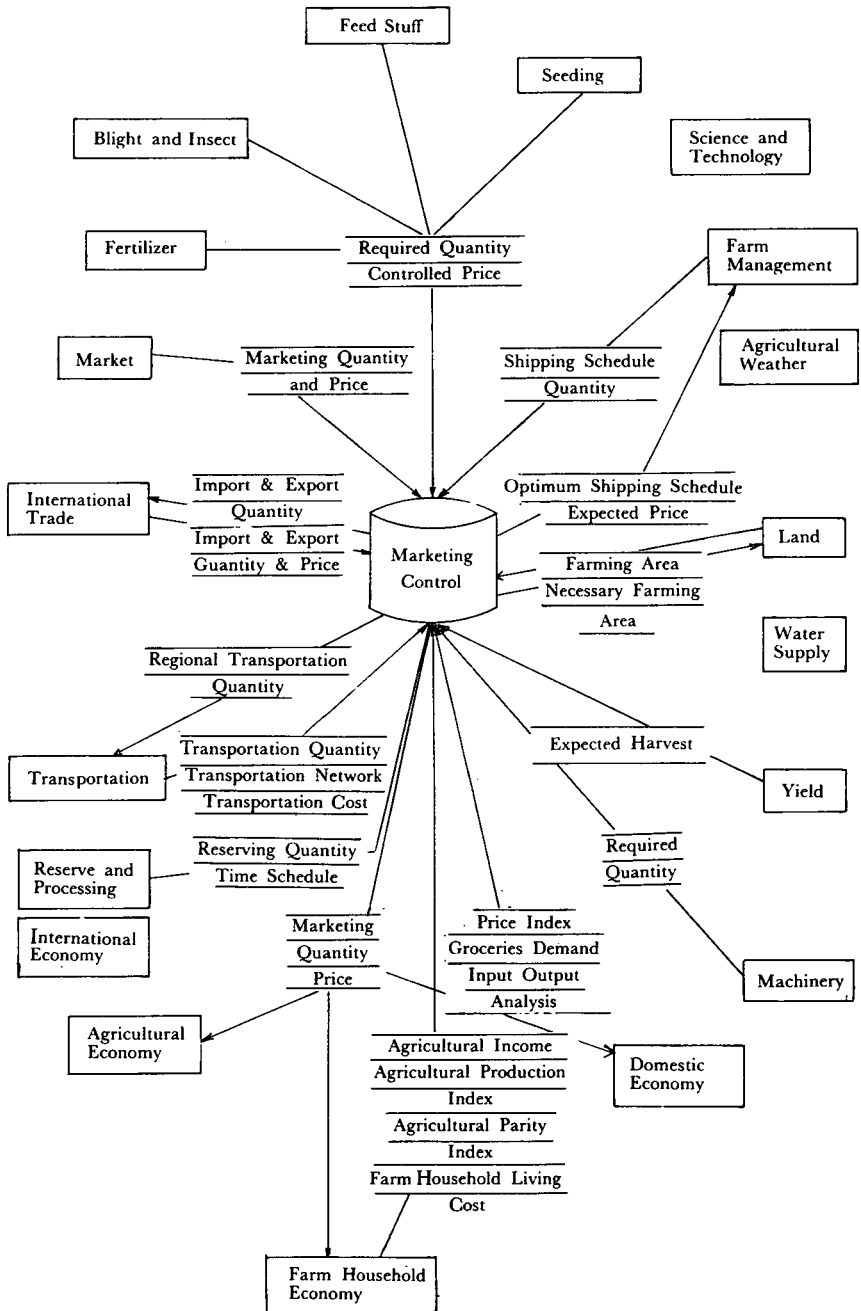 Feed Stuff
Seeding
Blight and Insect
Science and
Technology
Fertilizer
Required Quantity
Controlled Price
Farm
Management
Market
Marketing Quantity
and Price
Shipping Schedule
Quantity
Agricultural
Weather
International
Trade
Import & Export
Quantity
Import & Export
Guantity & Price
Marketing
Control
Optimum Shipping Schedule
Expected Price
Land
Farming Area
Necessary Farming
Area
Water
Supply
Regional Transportation
Quantity
Transportation
Transportation Quantity
Transportation Network
Transportation Cost
Expected Harvest
Yield
Reserve and
Processing
Reserving Quantity
Time Schedule
Required
Quantity
International
Economy
Marketing
Quantity
Price
Price Index
Groceries Demand
Input Output
Analysis
Machinery
Agricultural
Economy
Agricultural Income
Agricultural Production
Index
Agricultural Parity
Index
Farm Household Living
Cost
Domestic
Economy
Farm Household
Economy